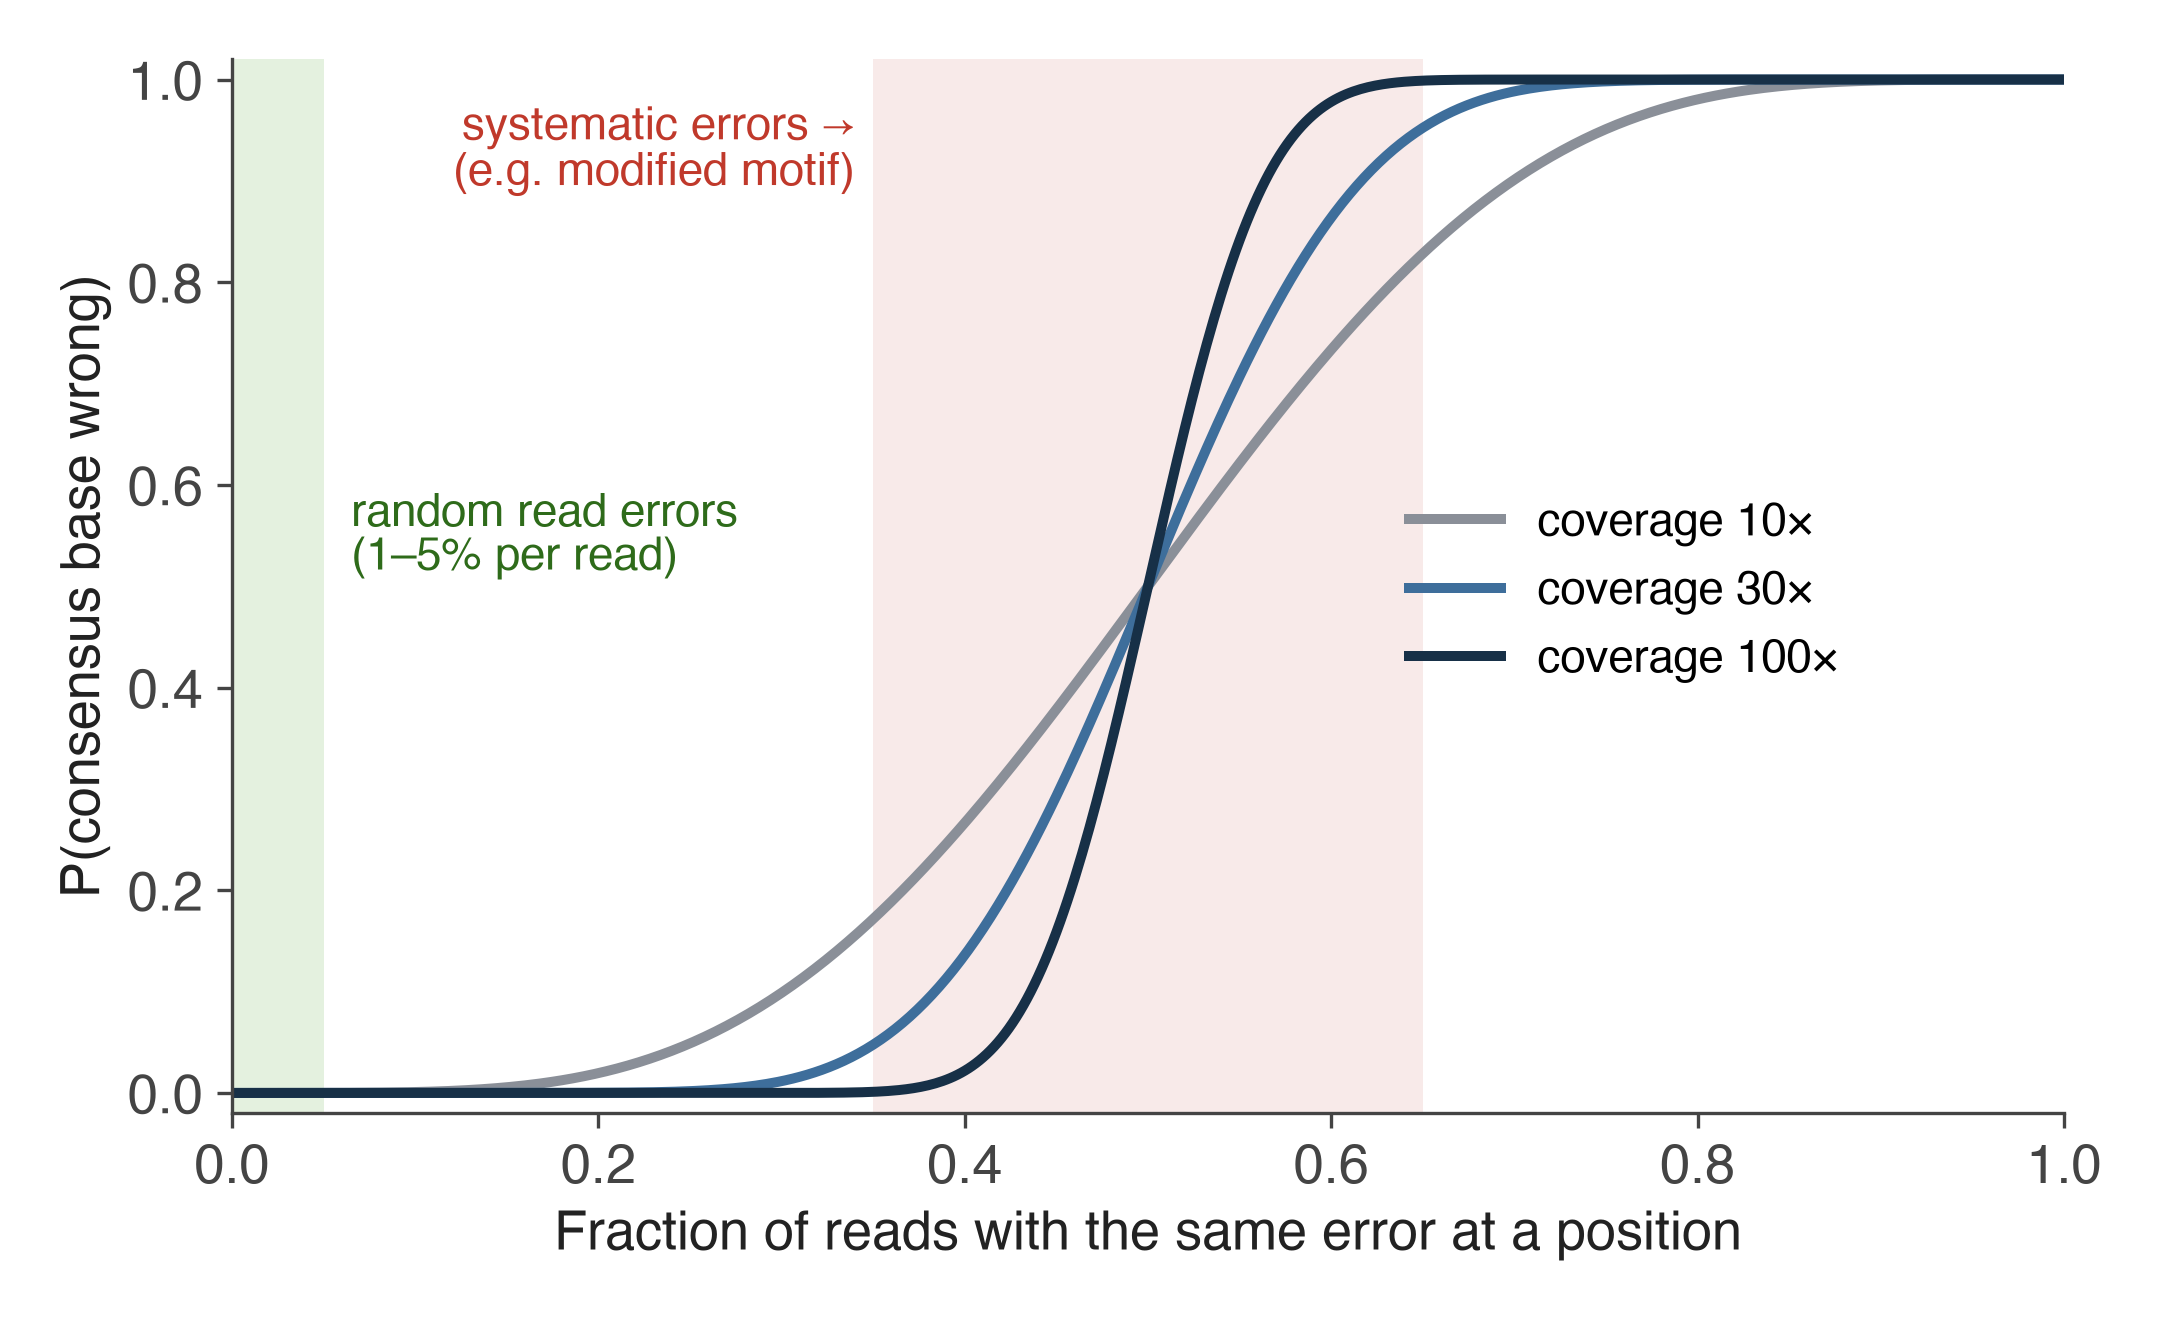 1.0
0.8
0.6
0.4
0.2
0.0
P(consensus base wrong)
systematic errors →
(e.g. modified motif)
random read errors
(1–5% per read)
coverage 10×
coverage 30×
coverage 100×
0.0 0.2 0.4 0.6 0.8 1.0
Fraction of reads with the same error at a position